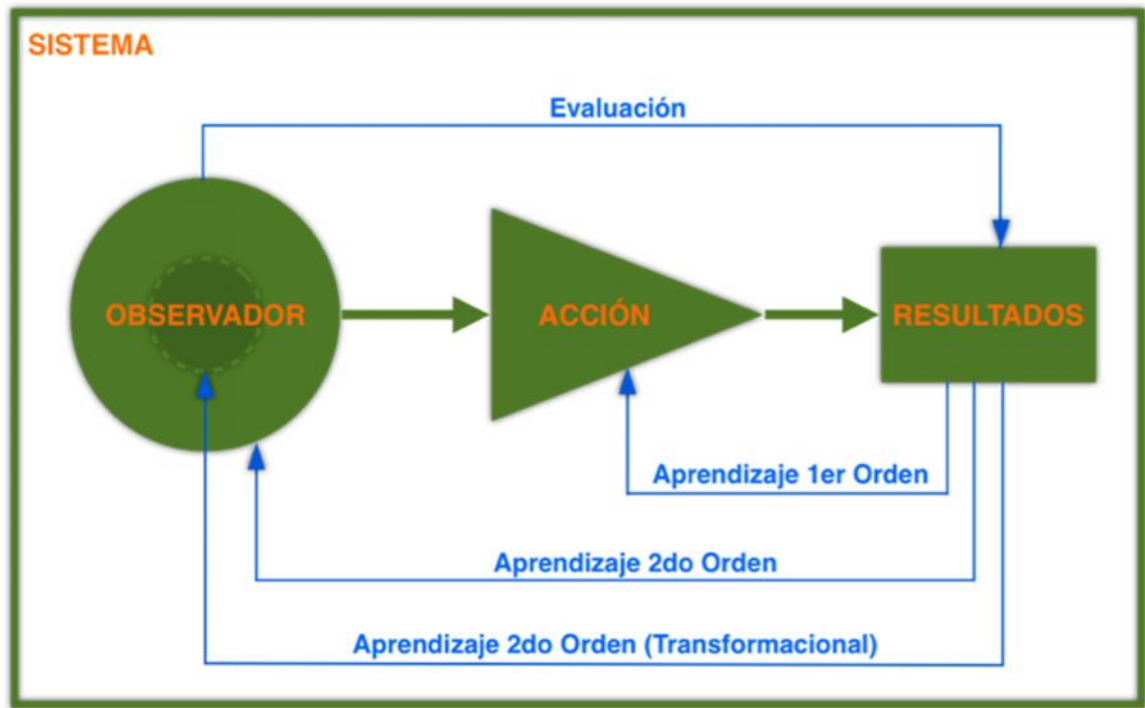 SISTEMA
Evaluación
OBSERVADOR
ACCIÓN
RESULTADOS
Aprendizaje 1er Orden
Aprendizaje 2do Orden
Aprendizaje 2do Orden (Transformacional)